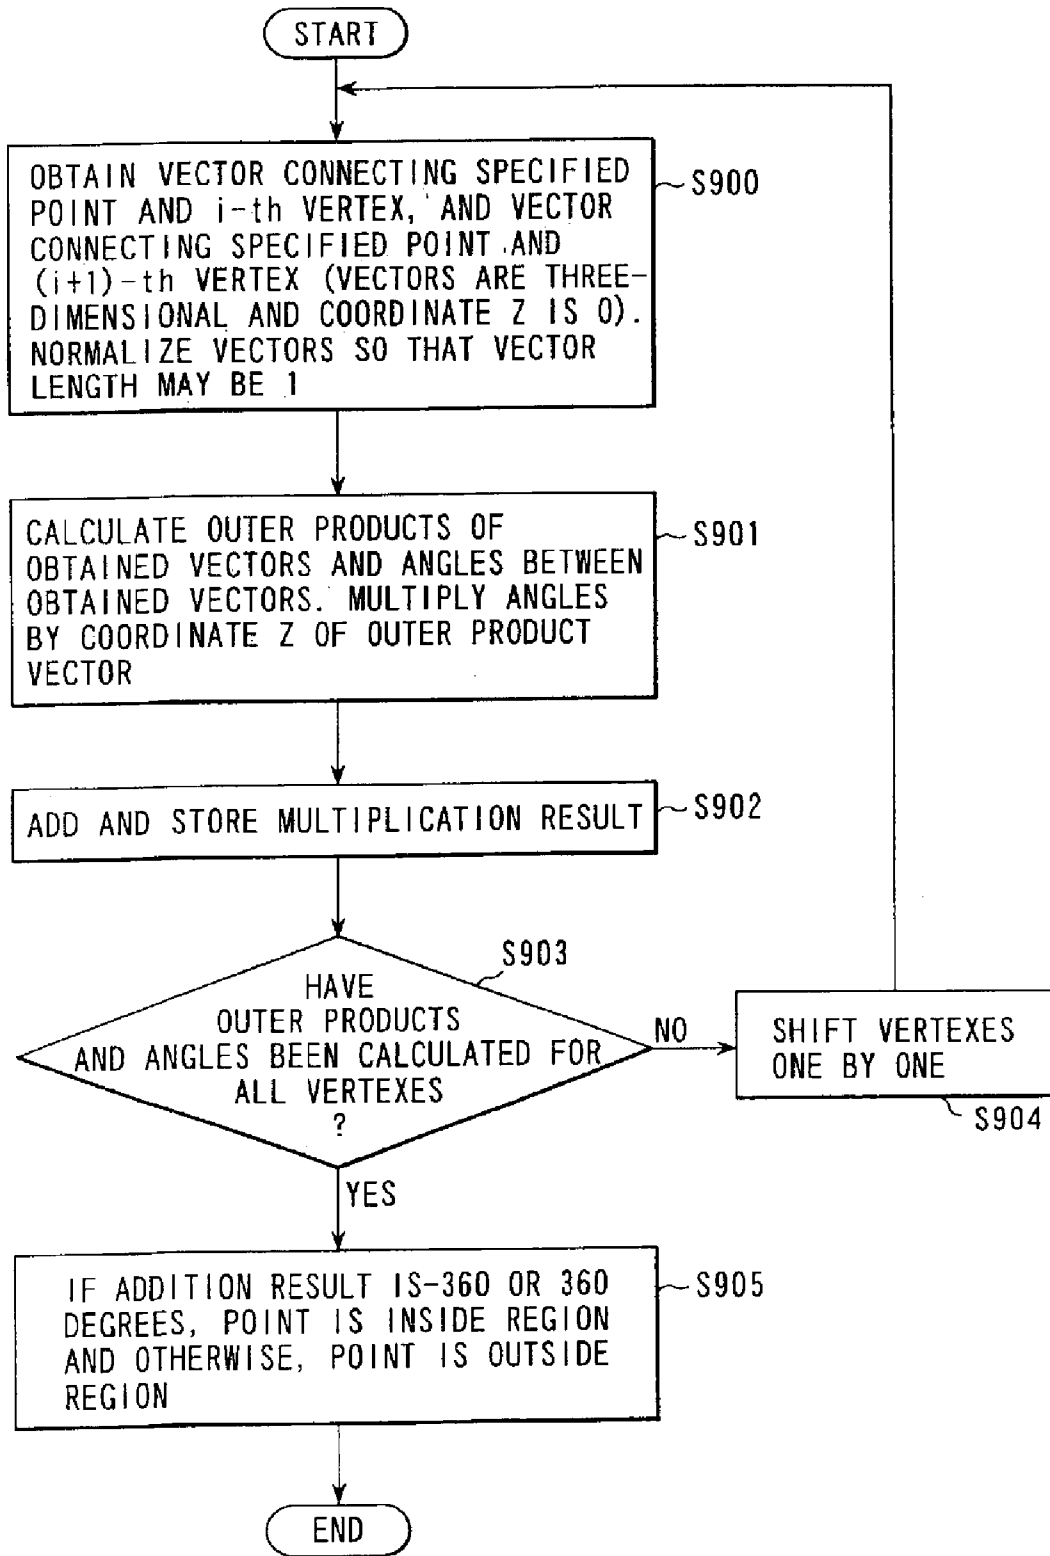 START
OBTAIN VECTOR CONNECTING SPECIFIED
POINT AND i-th VERTEX, AND VECTOR
CONNECTING SPECIFIED POINT AND
(i+1)-th VERTEX (VECTORS ARE THREE-
DIMENSIONAL AND COORDINATE Z IS 0).
NORMALIZE VECTORS SO THAT VECTOR
LENGTH MAY BE 1
S900
CALCULATE OUTER PRODUCTS OF
OBTAINED VECTORS AND ANGLES BETWEEN
OBTAINED VECTORS. MULTIPLY ANGLES
BY COORDINATE Z OF OUTER PRODUCT
VECTOR
S901
ADD AND STORE MULTIPLICATION RESULT
S902
HAVE
OUTER PRODUCTS
AND ANGLES BEEN CALCULATED FOR
ALL VERTEXES
?
S903
NO
SHIFT VERTEXES
ONE BY ONE
S904
YES
IF ADDITION RESULT IS-360 OR 360
DEGREES, POINT IS INSIDE REGION
AND OTHERWISE, POINT IS OUTSIDE
REGION
S905
END